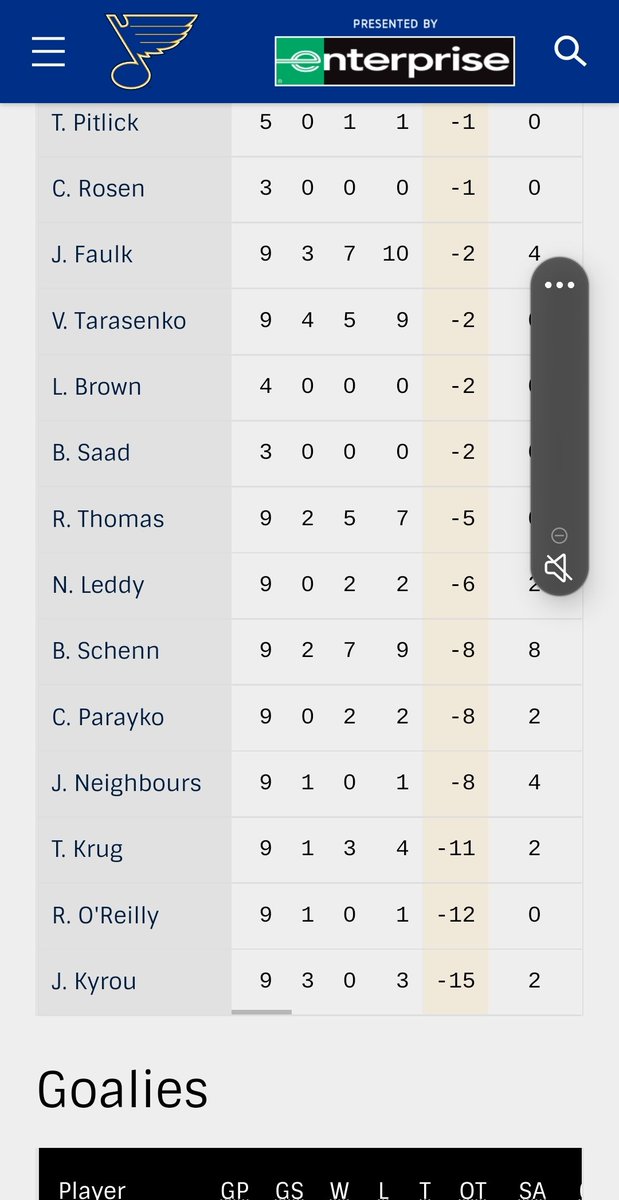 PRESENTED BY
enterprise
T. Pitlick 5 0 1 1 -1 0
C. Rosen 3 0 0 0 -1 0
J. Faulk 9 3 7 10 -2 4
V. Tarasenko 9 4 5 9 -2
L. Brown 4 0 0 0 -2
B. Saad 3 0 0 0 -2
R. Thomas 9 2 5 7 -5
N. Leddy 9 0 2 2 -6 2
B. Schenn 9 2 7 9 -8 8
C. Parayko 9 0 2 2 -8 2
J. Neighbours 9 1 0 1 -8 4
T. Krug 9 1 3 4 -11 2
R. O'Reilly 9 1 0 1 -12 0
J. Kyrou 9 3 0 3 -15 2
Goalies
Player GP GS W L T OT SA